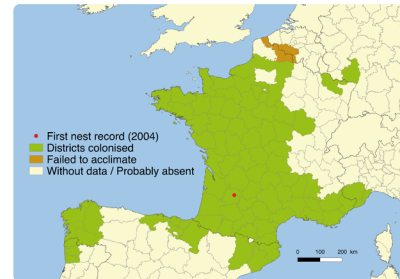 First nest record (2004)
Districts colonised
Failed to acclimate
Without data / Probably absent
0 100 200 km